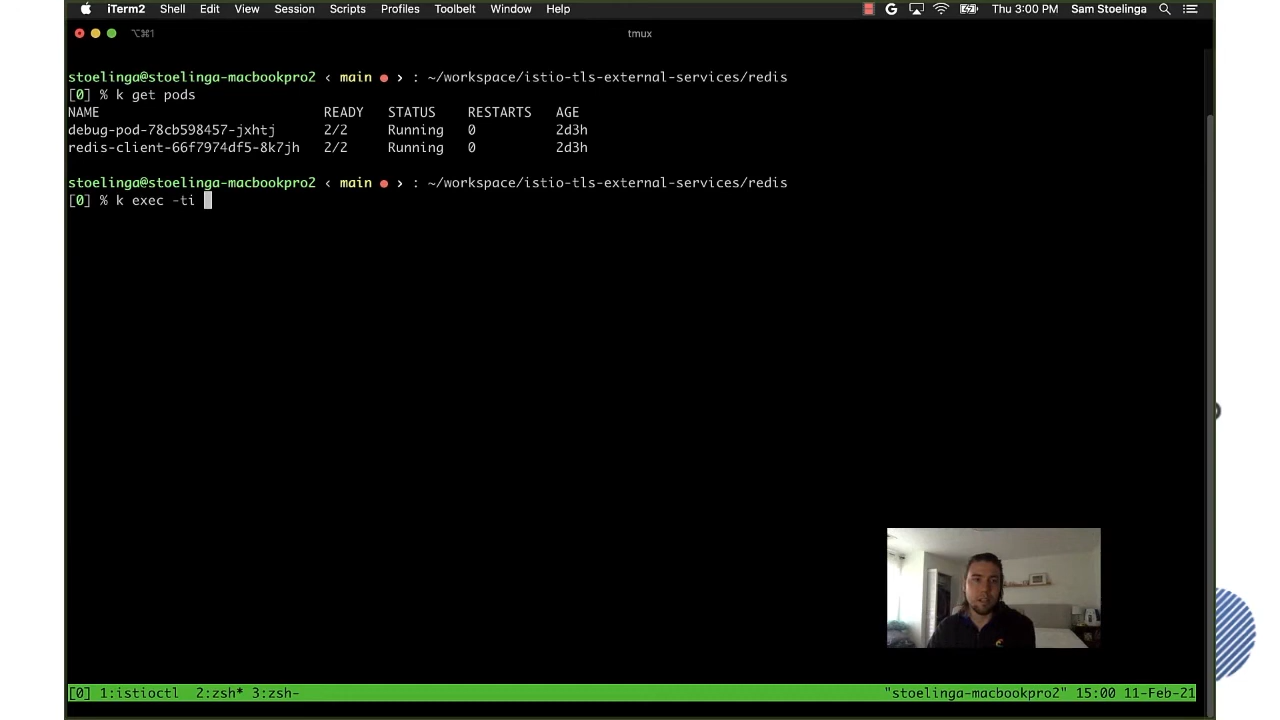 iTerm2 Shell Edit View Session Scripts Profiles Toolbelt Window Help Thu 3:00 PM Sam Stoelinga
⌥⌘1 tmux
stoelinga@stoelinga-macbookpro2 ‹ main ● › : ~/workspace/istio-tls-external-services/redis
[0] % k get pods
NAME READY STATUS RESTARTS AGE
debug-pod-78cb598457-jxhtj 2/2 Running 0 2d3h
redis-client-66f7974df5-8k7jh 2/2 Running 0 2d3h
stoelinga@stoelinga-macbookpro2 ‹ main ● › : ~/workspace/istio-tls-external-services/redis
[0] % k exec -ti
[0] 1:istioctl 2:zsh* 3:zsh- "stoelinga-macbookpro2" 15:00 11-Feb-21